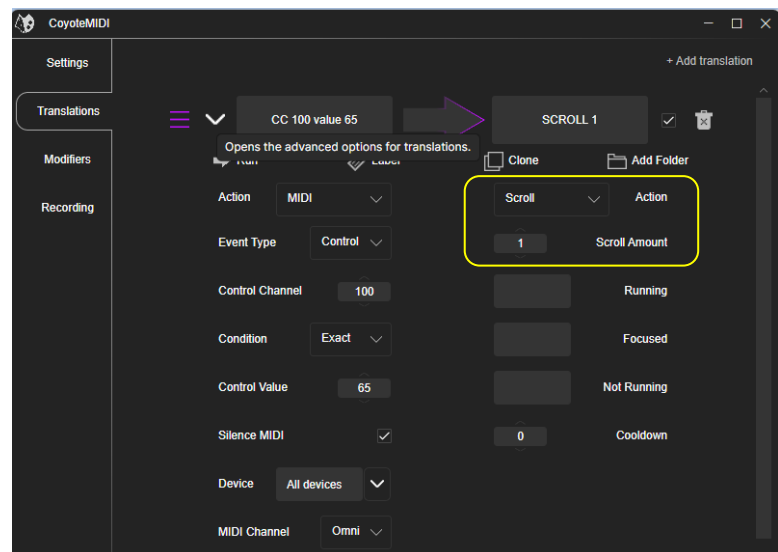 CoyoteMIDI
Settings
+ Add translation
Translations
CC 100 value 65
SCROLL 1
Opens the advanced options for translations.
Modifiers
Run
Label
Clone
Add Folder
Action
MIDI
Scroll
Action
Recording
Event Type
Control
1
Scroll Amount
Control Channel
100
Running
Condition
Exact
Focused
Control Value
65
Not Running
Silence MIDI
0
Cooldown
Device
All devices
MIDI Channel
Omni